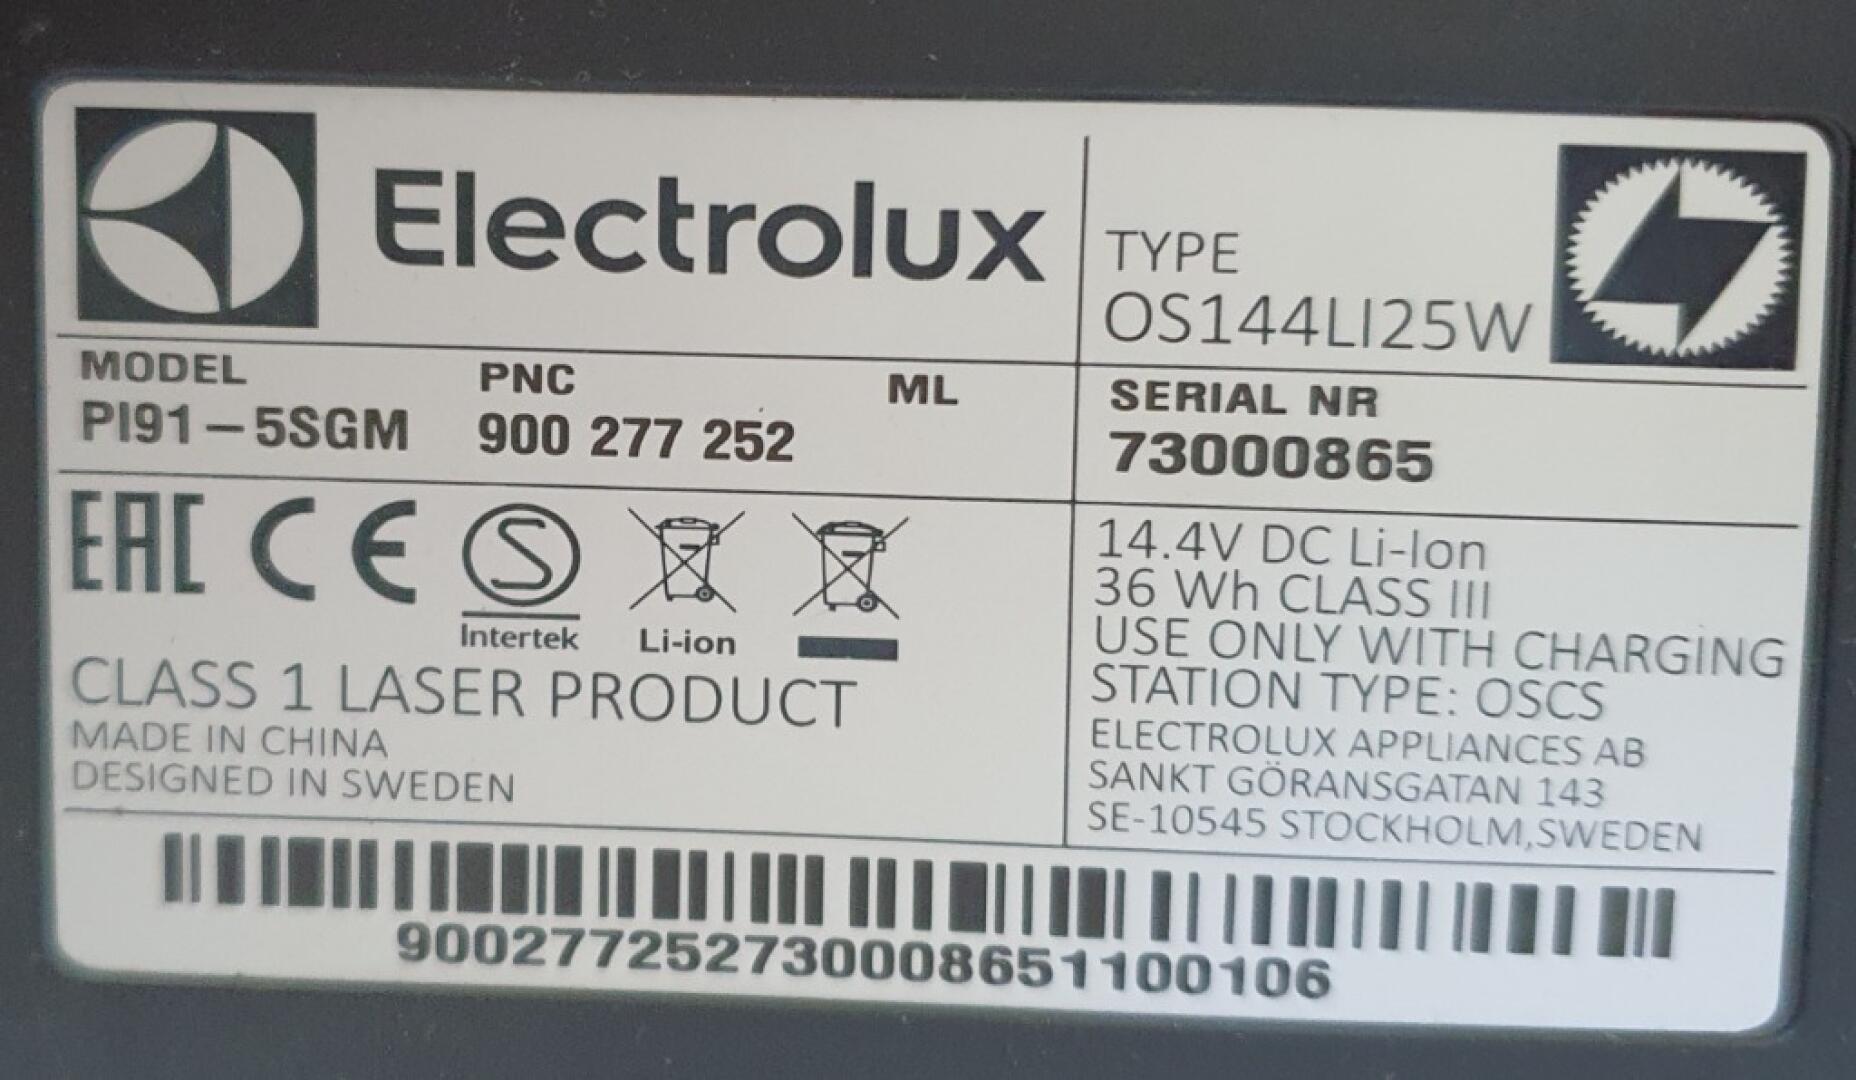 Electrolux
TYPE
OS144LI25W
MODEL PNC ML
PI91-5SGM 900 277 252
SERIAL NR
73000865
EAC CE
S
Intertek
Li-ion
CLASS 1 LASER PRODUCT
MADE IN CHINA
DESIGNED IN SWEDEN
14.4V DC Li-Ion
36 Wh CLASS III
USE ONLY WITH CHARGING
STATION TYPE: OSCS
ELECTROLUX APPLIANCES AB
SANKT GÖRANSGATAN 143
SE-10545 STOCKHOLM,SWEDEN
900277252730008651100106